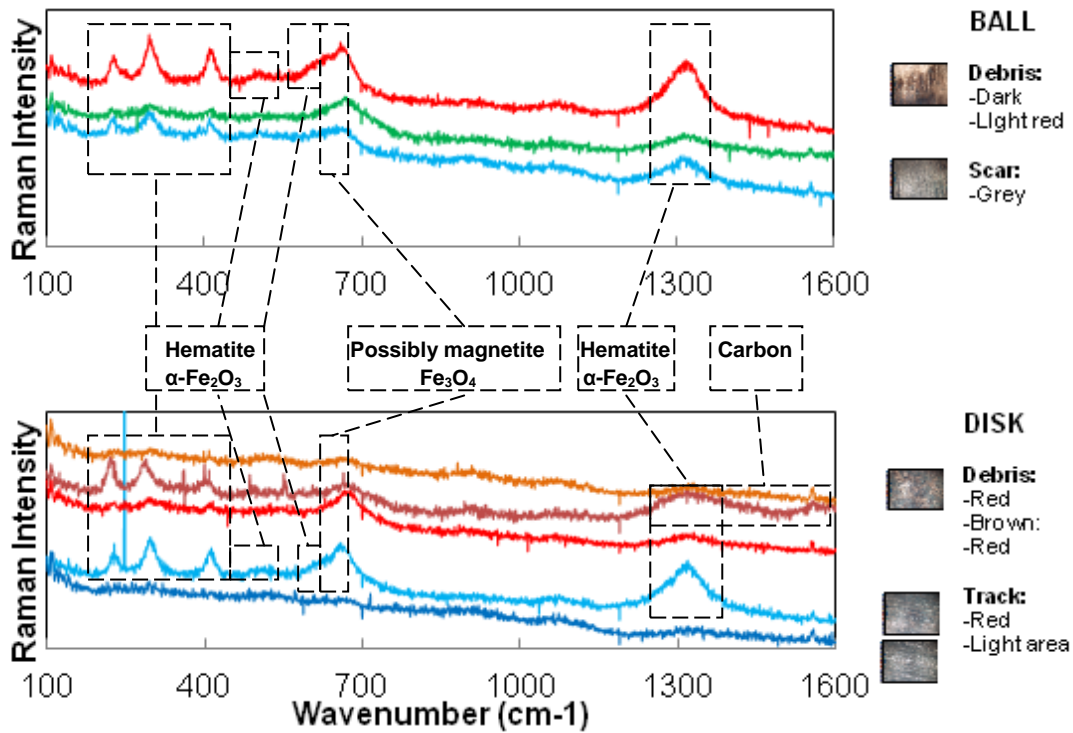 BALL
Debris:
-Dark
-LIght red
Scar:
-Grey
Raman Intensity
100 400 700 1000 1300 1600
Hematite
α-Fe₂O₃
Possibly magnetite
Fe₃O₄
Hematite
α-Fe₂O₃
Carbon
DISK
Debris:
-Red
-Brown:
-Red
Track:
-Red
-Light area
Raman Intensity
100 400 700 1000 1300 1600
Wavenumber (cm-1)